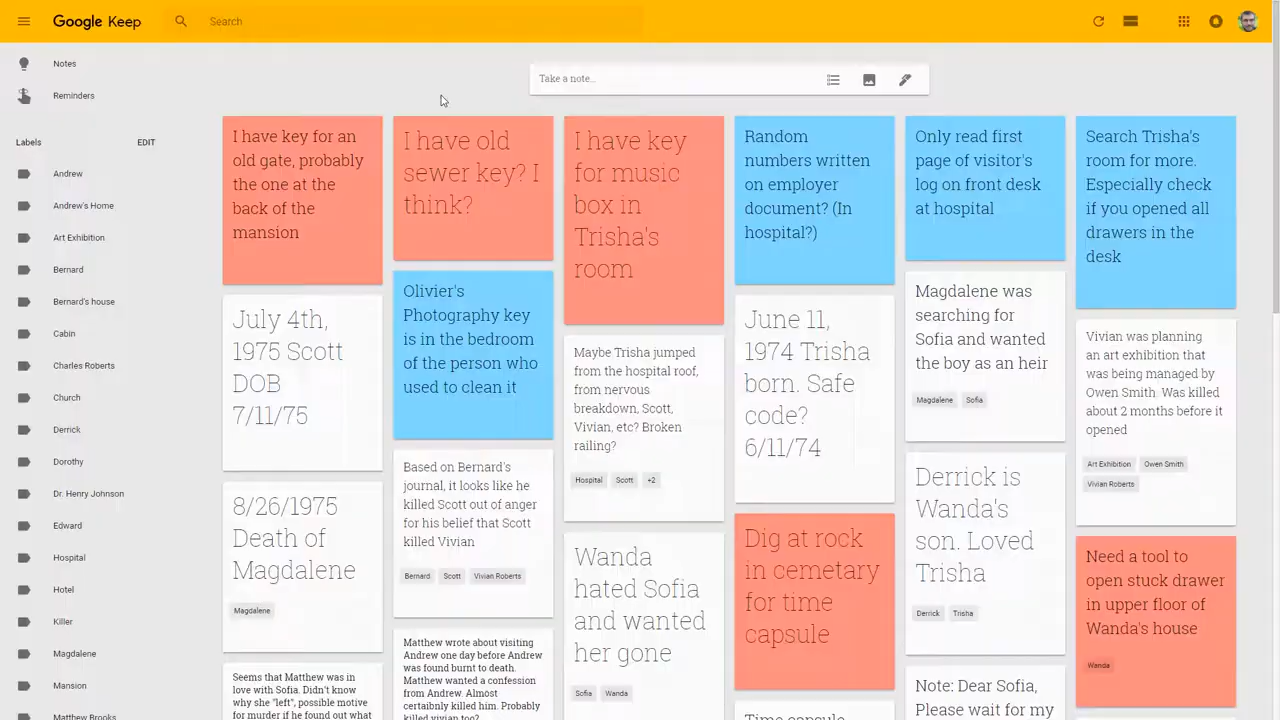 Google Keep
Search
Notes
Reminders
Labels
EDIT
Andrew
Andrew's Home
Art Exhibition
Bernard
Bernard's house
Cabin
Charles Roberts
Church
Derrick
Dorothy
Dr. Henry Johnson
Edward
Hospital
Hotel
Killer
Magdalene
Mansion
Matthew Brooks
Take a note...
I have key for an
old gate, probably
the one at the
back of the
mansion
July 4th,
1975 Scott
DOB
7/11/75
8/26/1975
Death of
Magdalene
Magdalene
Seems that Matthew was in
love with Sofia. Didn't know
why she "left", possible motive
for murder if he found out what
I have old
sewer key? I
think?
Olivier's
Photography key
is in the bedroom
of the person who
used to clean it
Based on Bernard's
journal, it looks like he
killed Scott out of anger
for his belief that Scott
killed Vivian
Bernard
Scott
Vivian Roberts
Matthew wrote about visiting
Andrew one day before Andrew
was found burnt to death.
Matthew wanted a confession
from Andrew. Almost
certaibnly killed him. Probably
killed vivian too?
I have key
for music
box in
Trisha's
room
Maybe Trisha jumped
from the hospital roof,
from nervous
breakdown, Scott,
Vivian, etc? Broken
railing?
Hospital
Scott
+2
Wanda
hated Sofia
and wanted
her gone
Sofia
Wanda
Random
numbers written
on employer
document? (In
hospital?)
June 11,
1974 Trisha
born. Safe
code?
6/11/74
Dig at rock
in cemetary
for time
capsule
Time capsule
Only read first
page of visitor's
log on front desk
at hospital
Magdalene was
searching for
Sofia and wanted
the boy as an heir
Magdalene
Sofia
Derrick is
Wanda's
son. Loved
Trisha
Derrick
Trisha
Note: Dear Sofia,
Please wait for my
Search Trisha's
room for more.
Especially check
if you opened all
drawers in the
desk
Vivian was planning
an art exhibition that
was being managed by
Owen Smith. Was killed
about 2 months before it
opened
Art Exhibition
Owen Smith
Vivian Roberts
Need a tool to
open stuck drawer
in upper floor of
Wanda's house
Wanda